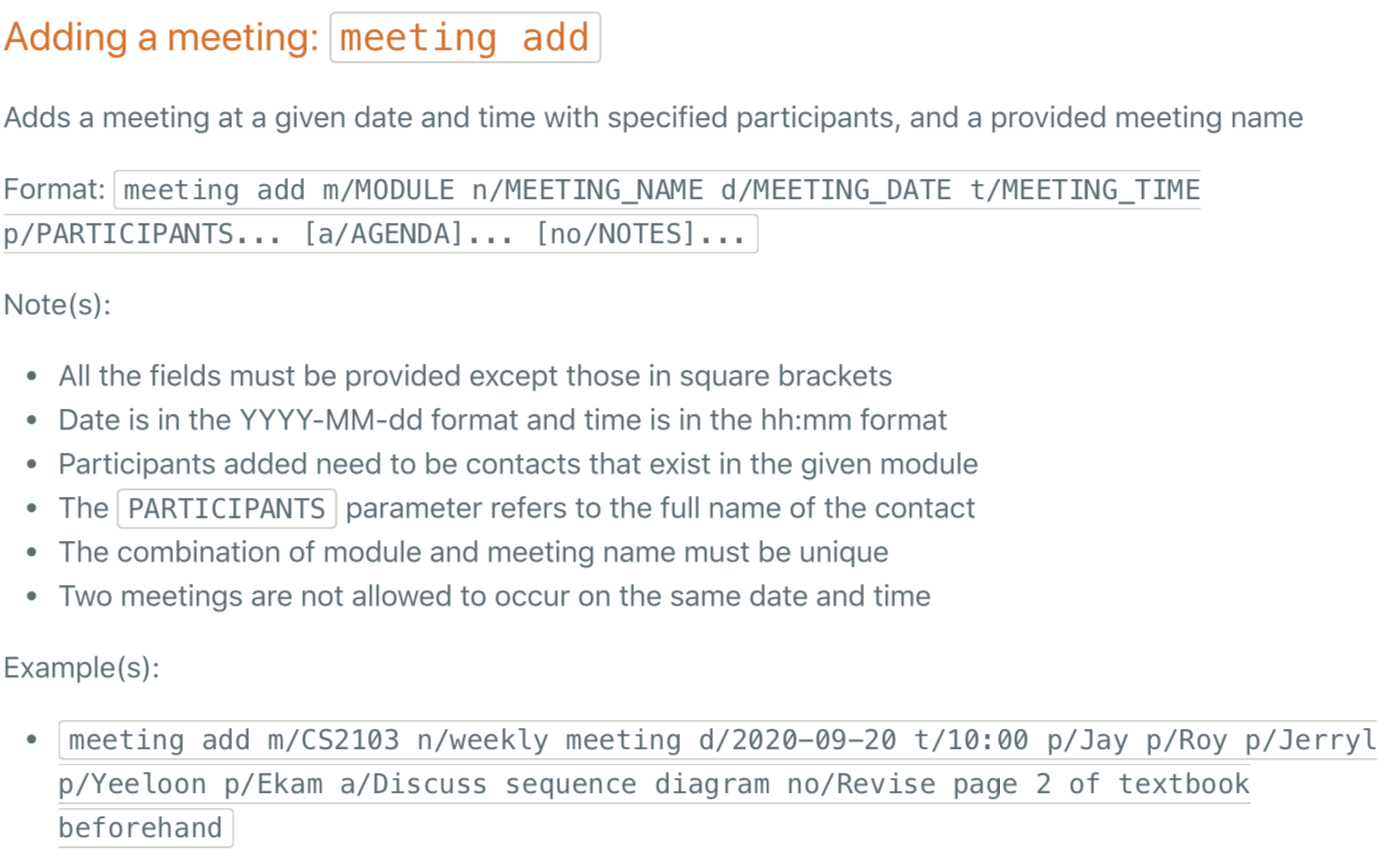 Adding a meeting: meeting add
Adds a meeting at a given date and time with specified participants, and a provided meeting name
Format: meeting add m/MODULE n/MEETING_NAME d/MEETING_DATE t/MEETING_TIME
p/PARTICIPANTS... [a/AGENDA]... [no/NOTES]...
Note(s):
• All the fields must be provided except those in square brackets
• Date is in the YYYY-MM-dd format and time is in the hh:mm format
• Participants added need to be contacts that exist in the given module
• The PARTICIPANTS parameter refers to the full name of the contact
• The combination of module and meeting name must be unique
• Two meetings are not allowed to occur on the same date and time
Example(s):
• meeting add m/CS2103 n/weekly meeting d/2020-09-20 t/10:00 p/Jay p/Roy p/Jerryl
p/Yeeloon p/Ekam a/Discuss sequence diagram no/Revise page 2 of textbook
beforehand